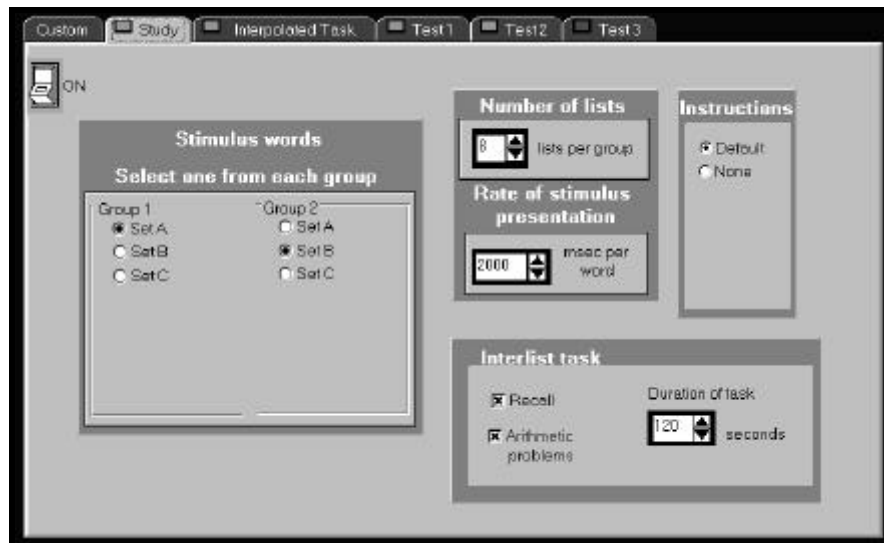 Custom Study Interpolated Task Test1 Test2 Test3
ON
Stimulus words
Select one from each group
Group 1
Set A
Set B
Set C
Group 2
Set A
Set B
Set C
Number of lists
8 lists per group
Rate of stimulus
presentation
2000 msec per
word
Instructions
Default
None
Interlist task
Recall
Arithmetic
problems
Duration of task
120 seconds